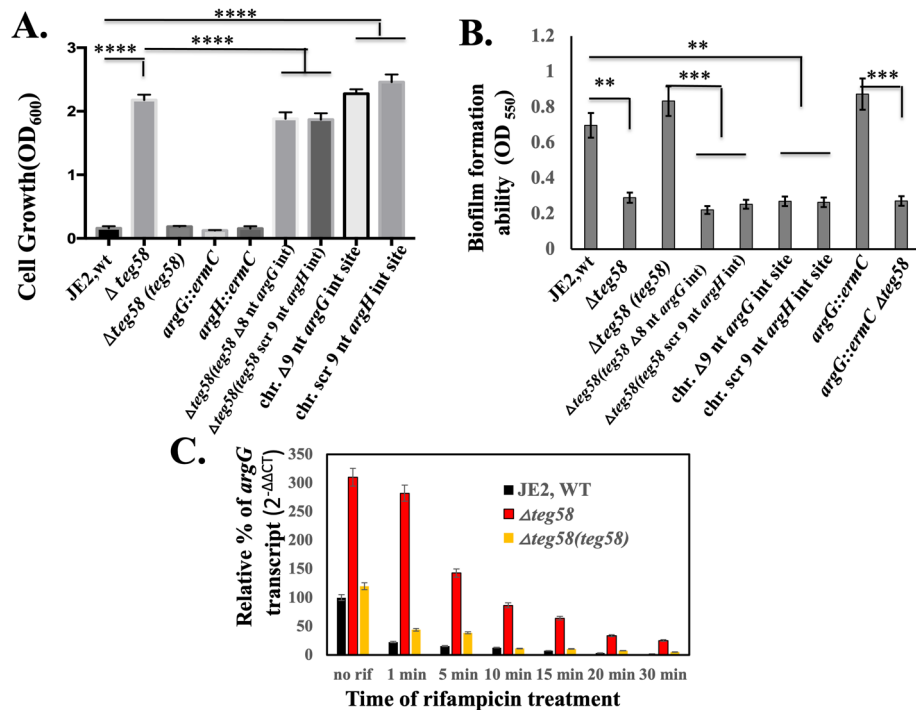 A.
****
****
****
****
Cell Growth(OD600)
3
2
1
0
JE2,wt
Δ teg58
Δteg58 (teg58)
argG::ermC
argH::ermC
Δteg58(teg58 Δ8 nt argG int)
Δteg58(teg58 scr 9 nt argH int)
chr. Δ9 nt argG int site
chr. scr 9 nt argH int site
B.
**
**
***
***
Biofilm formation
ability (OD 550)
1.2
1
0.8
0.6
0.4
0.2
0
JE2, wt
Δteg58
Δteg58 (teg58)
Δteg58(teg58 Δ8 nt argG int)
Δteg58(teg58 scr 9 nt argH int)
chr. Δ9 nt argG int site
chr. scr 9 nt argH int site
argG::ermC
argG::ermC Δteg58
C.
Relative % of argG
transcript (2-ΔΔCT)
350
300
250
200
150
100
50
0
JE2, WT
Δteg58
Δteg58(teg58)
no rif 1 min 5 min 10 min 15 min 20 min 30 min
Time of rifampicin treatment